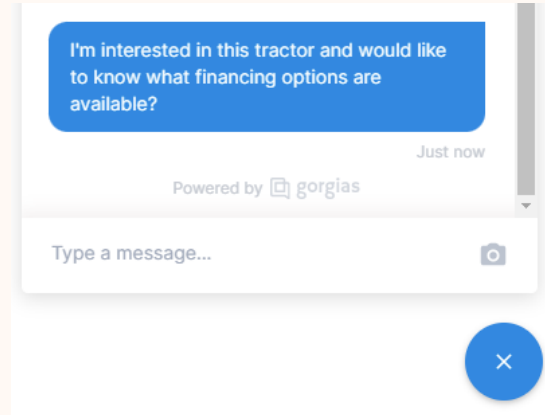 I'm interested in this tractor and would like
to know what financing options are
available?
Just now
Powered by gorgias
Type a message...